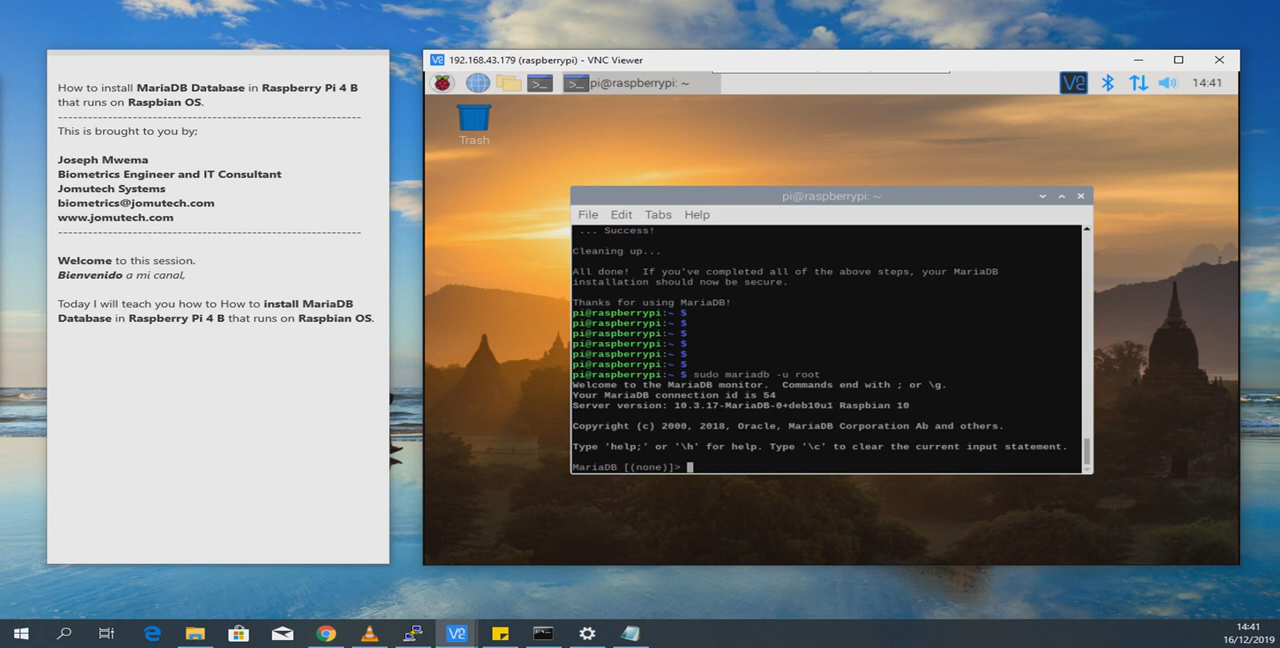 How to install MariaDB Database in Raspberry Pi 4 B
that runs on Raspbian OS.
------------------------------------------------------------
This is brought to you by;
Joseph Mwema
Biometrics Engineer and IT Consultant
Jomutech Systems
biometrics@jomutech.com
www.jomutech.com
------------------------------------------------------------
Welcome to this session.
Bienvenido a mi canal,
Today I will teach you how to How to install MariaDB
Database in Raspberry Pi 4 B that runs on Raspbian OS.
VE 192.168.43.179 (raspberrypi) - VNC Viewer
>_ >_ pi@raspberrypi: ~ VE 14:41
Trash
pi@raspberrypi: ~
File Edit Tabs Help
... Success!
Cleaning up...
All done!  If you've completed all of the above steps, your MariaDB
installation should now be secure.
Thanks for using MariaDB!
pi@raspberrypi:~ $
pi@raspberrypi:~ $
pi@raspberrypi:~ $
pi@raspberrypi:~ $
pi@raspberrypi:~ $
pi@raspberrypi:~ $
pi@raspberrypi:~ $ sudo mariadb -u root
Welcome to the MariaDB monitor.  Commands end with ; or \g.
Your MariaDB connection id is 54
Server version: 10.3.17-MariaDB-0+deb10u1 Raspbian 10
Copyright (c) 2000, 2018, Oracle, MariaDB Corporation Ab and others.
Type 'help;' or '\h' for help. Type '\c' to clear the current input statement.
MariaDB [(none)]>
VE
14:41
16/12/2019